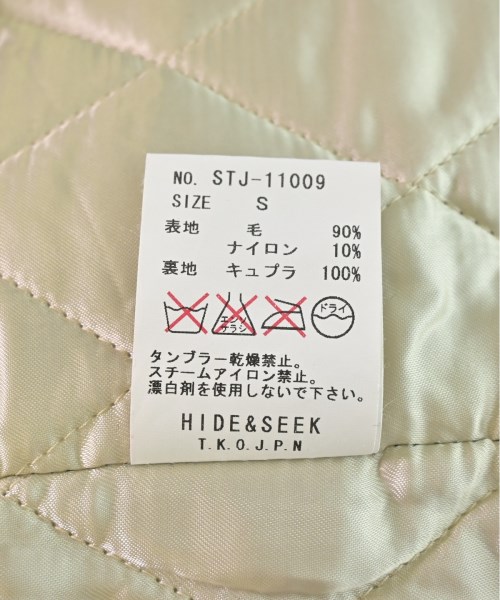 NO. STJ-11009
SIZE S
表地 毛 90%
ナイロン 10%
裏地 キュプラ 100%
エンソ サラシ ドライ
タンブラー乾燥禁止。
スチームアイロン禁止。
漂白剤を使用しないで下さい。
HIDE&SEEK
T.K.O.J.P.N